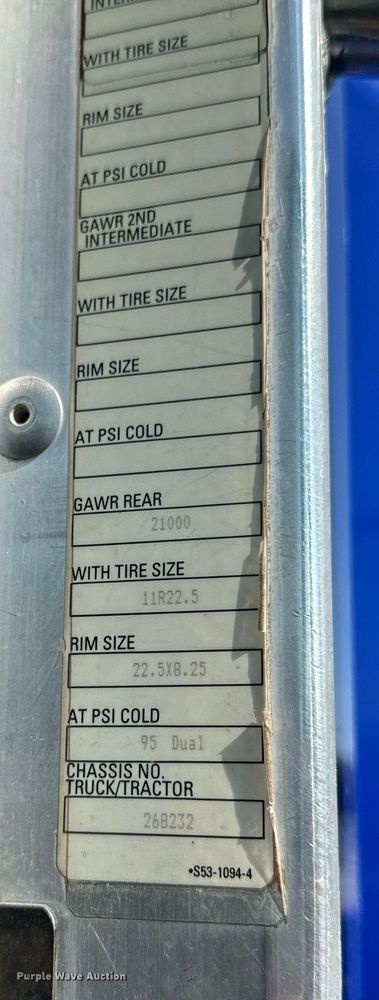 WITH TIRE SIZE
RIM SIZE
AT PSI COLD
GAWR 2ND
INTERMEDIATE
WITH TIRE SIZE
RIM SIZE
AT PSI COLD
GAWR REAR
21000
WITH TIRE SIZE
11R22.5
RIM SIZE
22.5X8.25
AT PSI COLD
95 Dual
CHASSIS NO.
TRUCK/TRACTOR
268232
•S53-1094-4
Purple Wave Auction